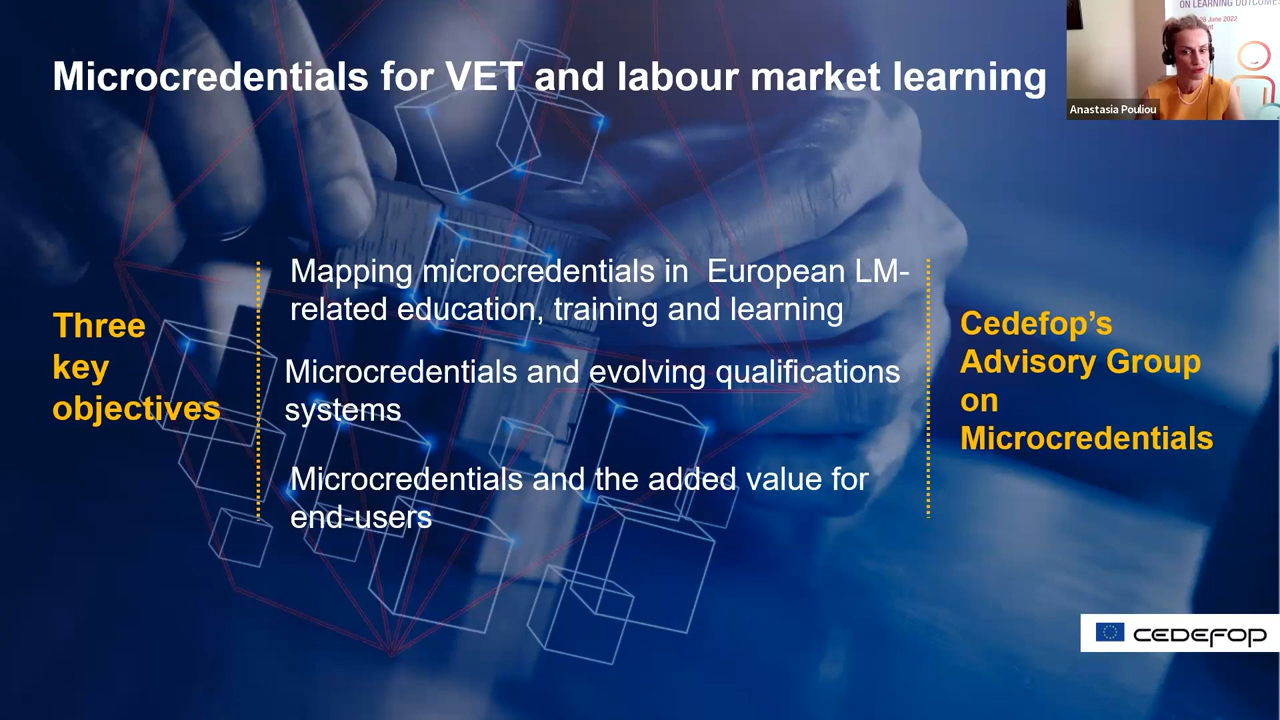 Microcredentials for VET and labour market learning
ON LEARNING OUTCOMES
28 June 2022
Anastasia Pouliou
Three
key
objectives
Mapping microcredentials in  European LM-
related education, training and learning
Microcredentials and evolving qualifications
systems
Microcredentials and the added value for
end-users
Cedefop’s
Advisory Group
on
Microcredentials
CEDEFOP